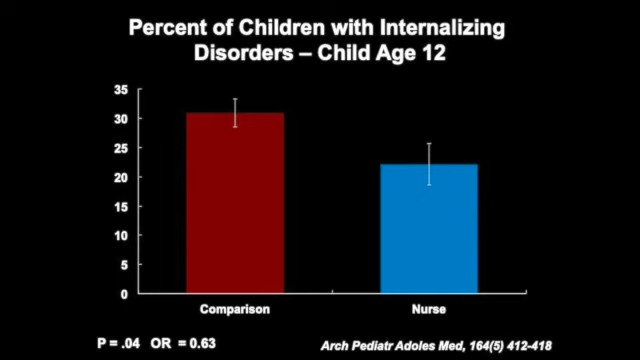 Percent of Children with Internalizing
Disorders – Child Age 12
35
30
25
20
15
10
5
0
Comparison
Nurse
P = .04 OR = 0.63
Arch Pediatr Adoles Med, 164(5) 412-418